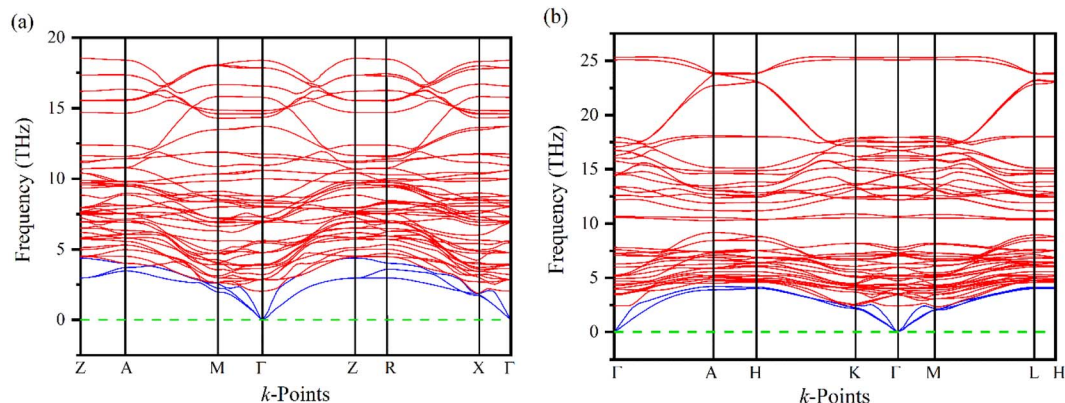 (a)
20
15
10
5
0
Frequency (THz)
Z A M Γ Z R X Γ
k-Points
(b)
25
20
15
10
5
0
Frequency (THz)
Γ A H K Γ M L H
k-Points